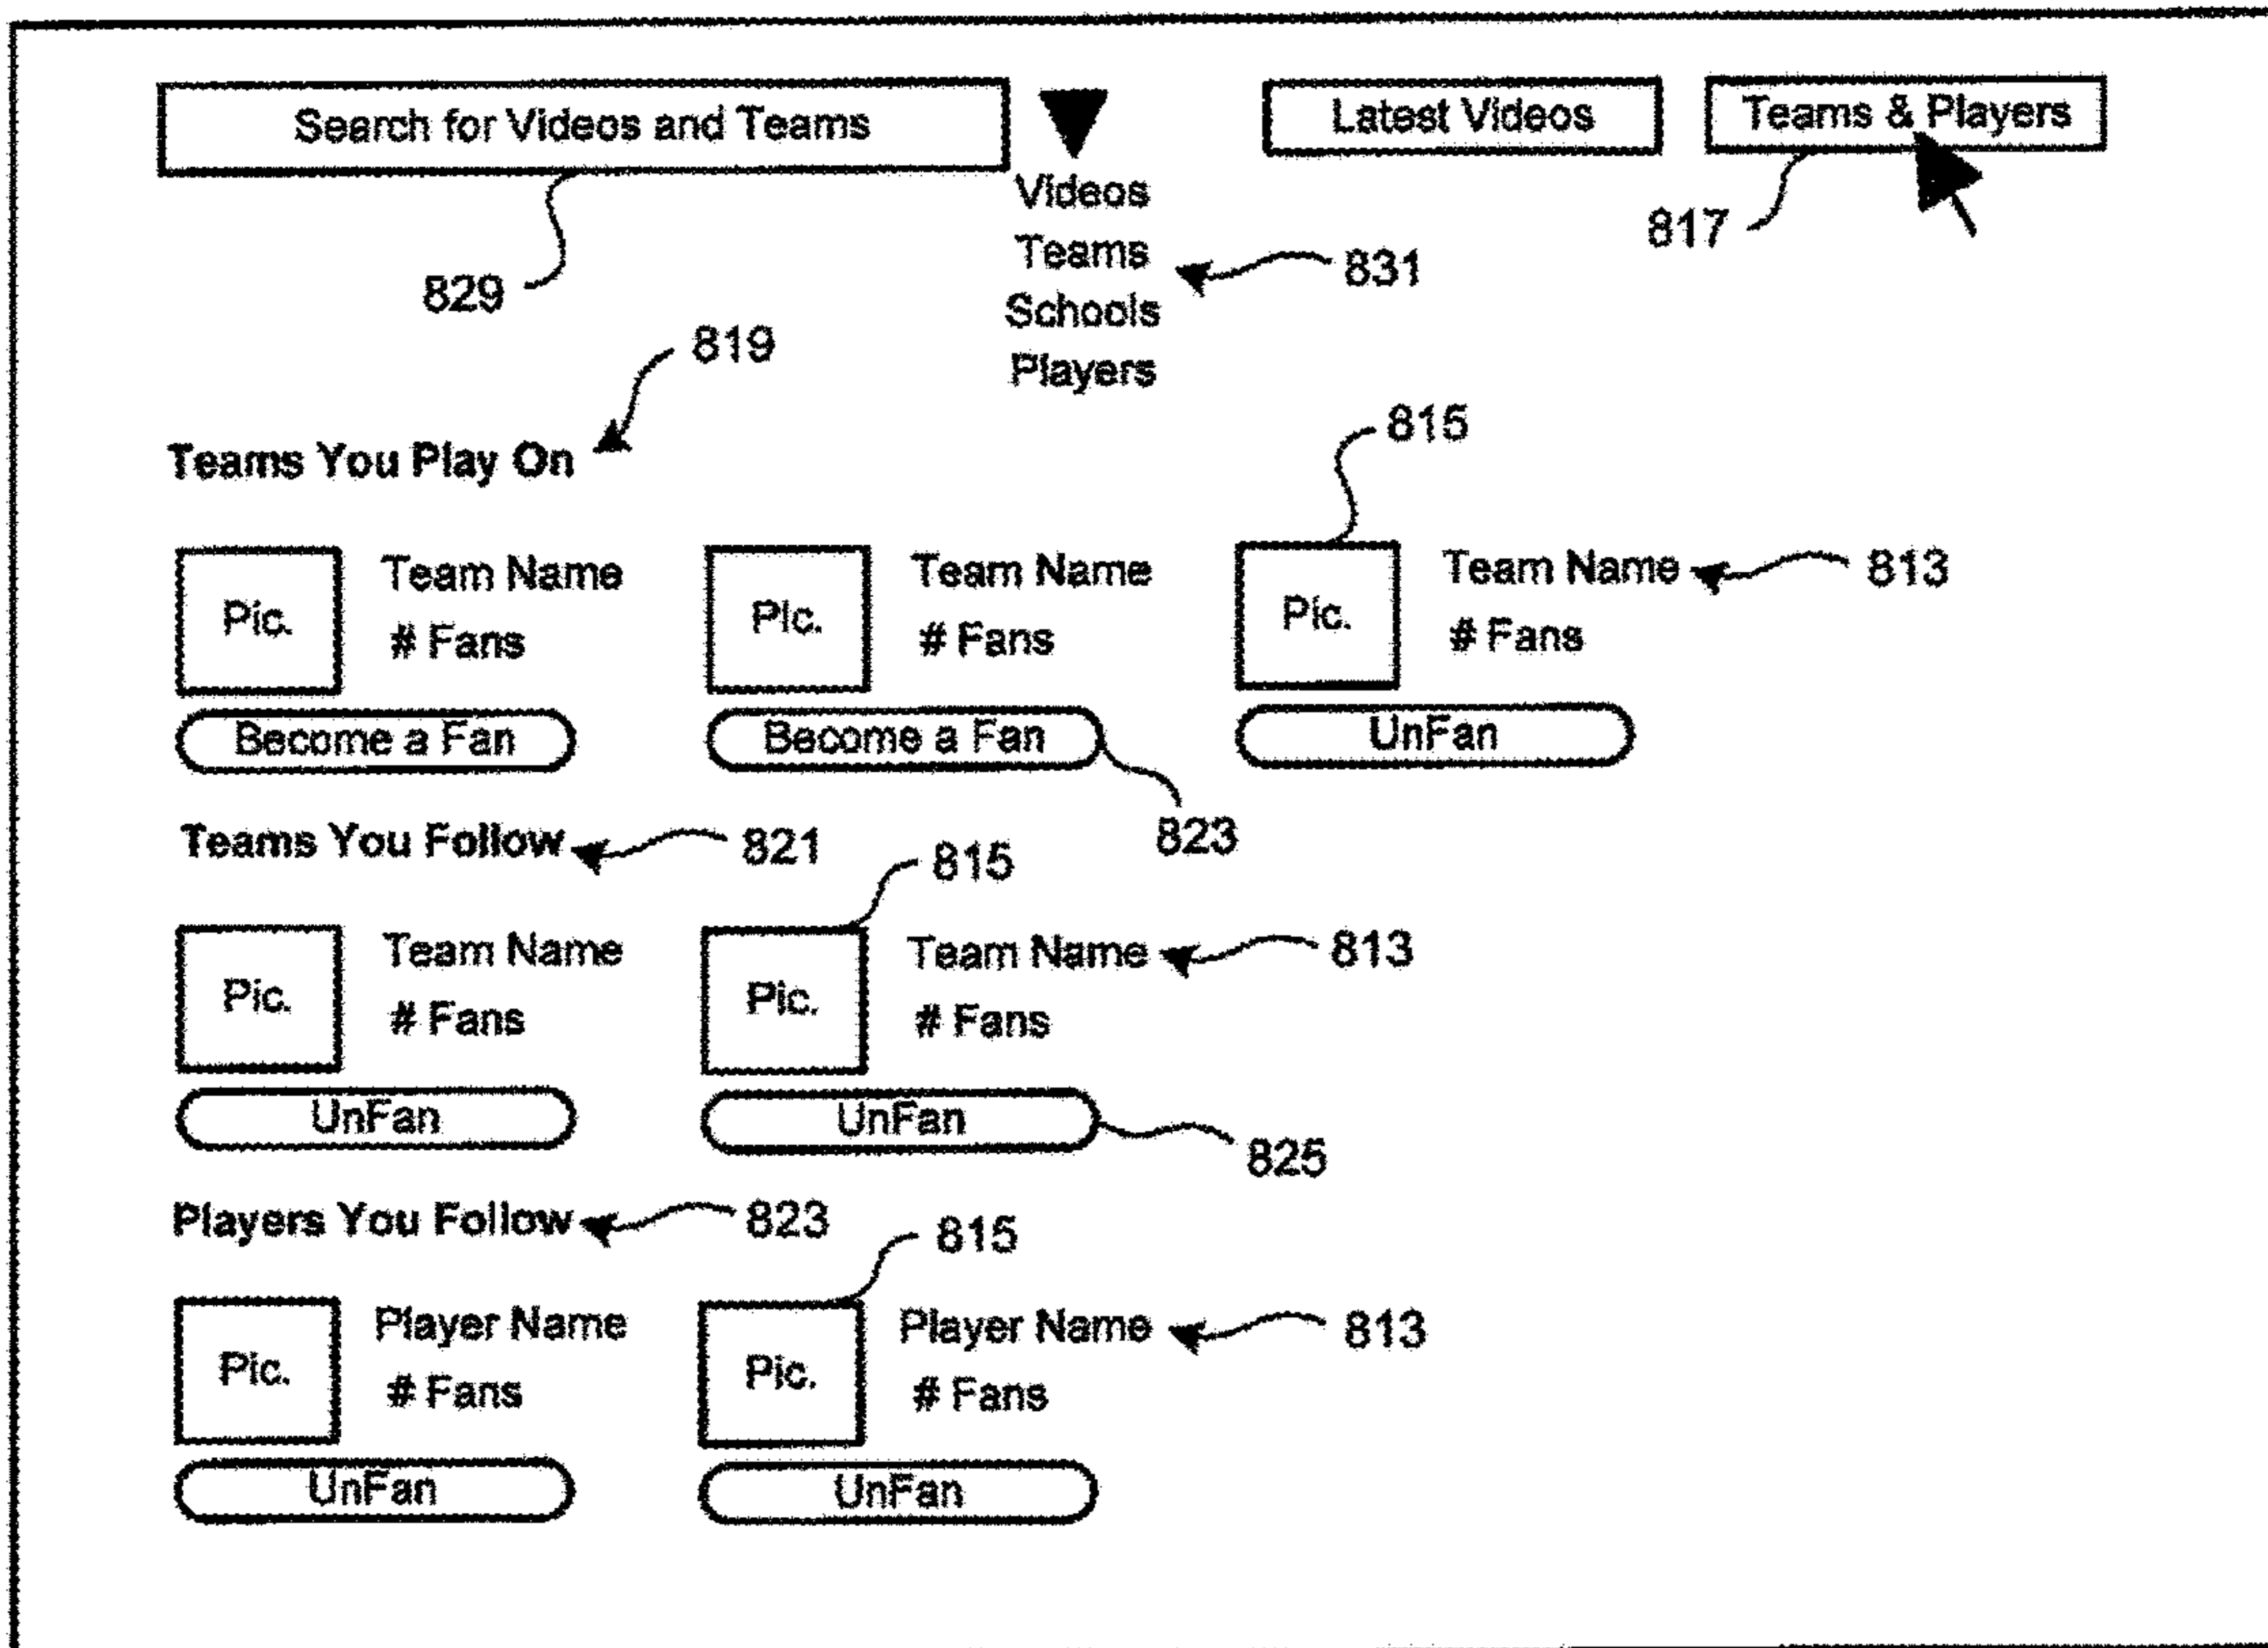 Search for Videos and Teams
Latest Videos
Teams & Players
Videos
Teams
Schools
Players
829
831
817
819
Teams You Play On
815
Pic. Team Name
# Fans
Become a Fan
Pic. Team Name
# Fans
Become a Fan
823
Pic. Team Name 813
# Fans
UnFan
Teams You Follow 821
815
Pic. Team Name
# Fans
UnFan
Pic. Team Name 813
# Fans
UnFan
825
Players You Follow 823
815
Pic. Player Name
# Fans
UnFan
Pic. Player Name 813
# Fans
UnFan